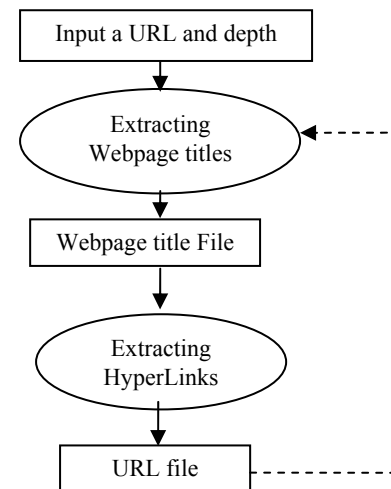 Input a URL and depth
Extracting
Webpage titles
Webpage title File
Extracting
HyperLinks
URL file